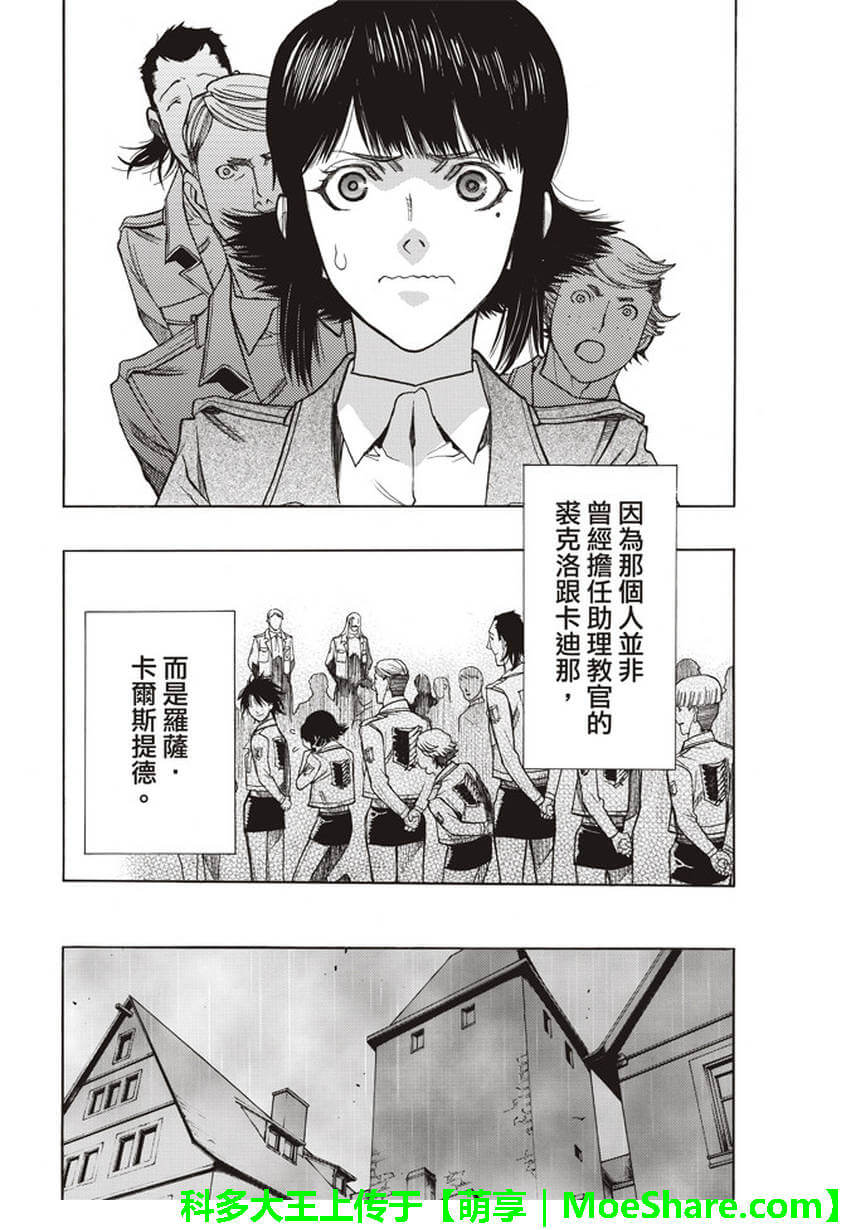 因為那個人並非
曾經擔任助理教官的
裘克洛跟卡迪那，
而是羅薩．
卡爾斯提德。
科多大王上传于【萌享｜MoeShare.com】